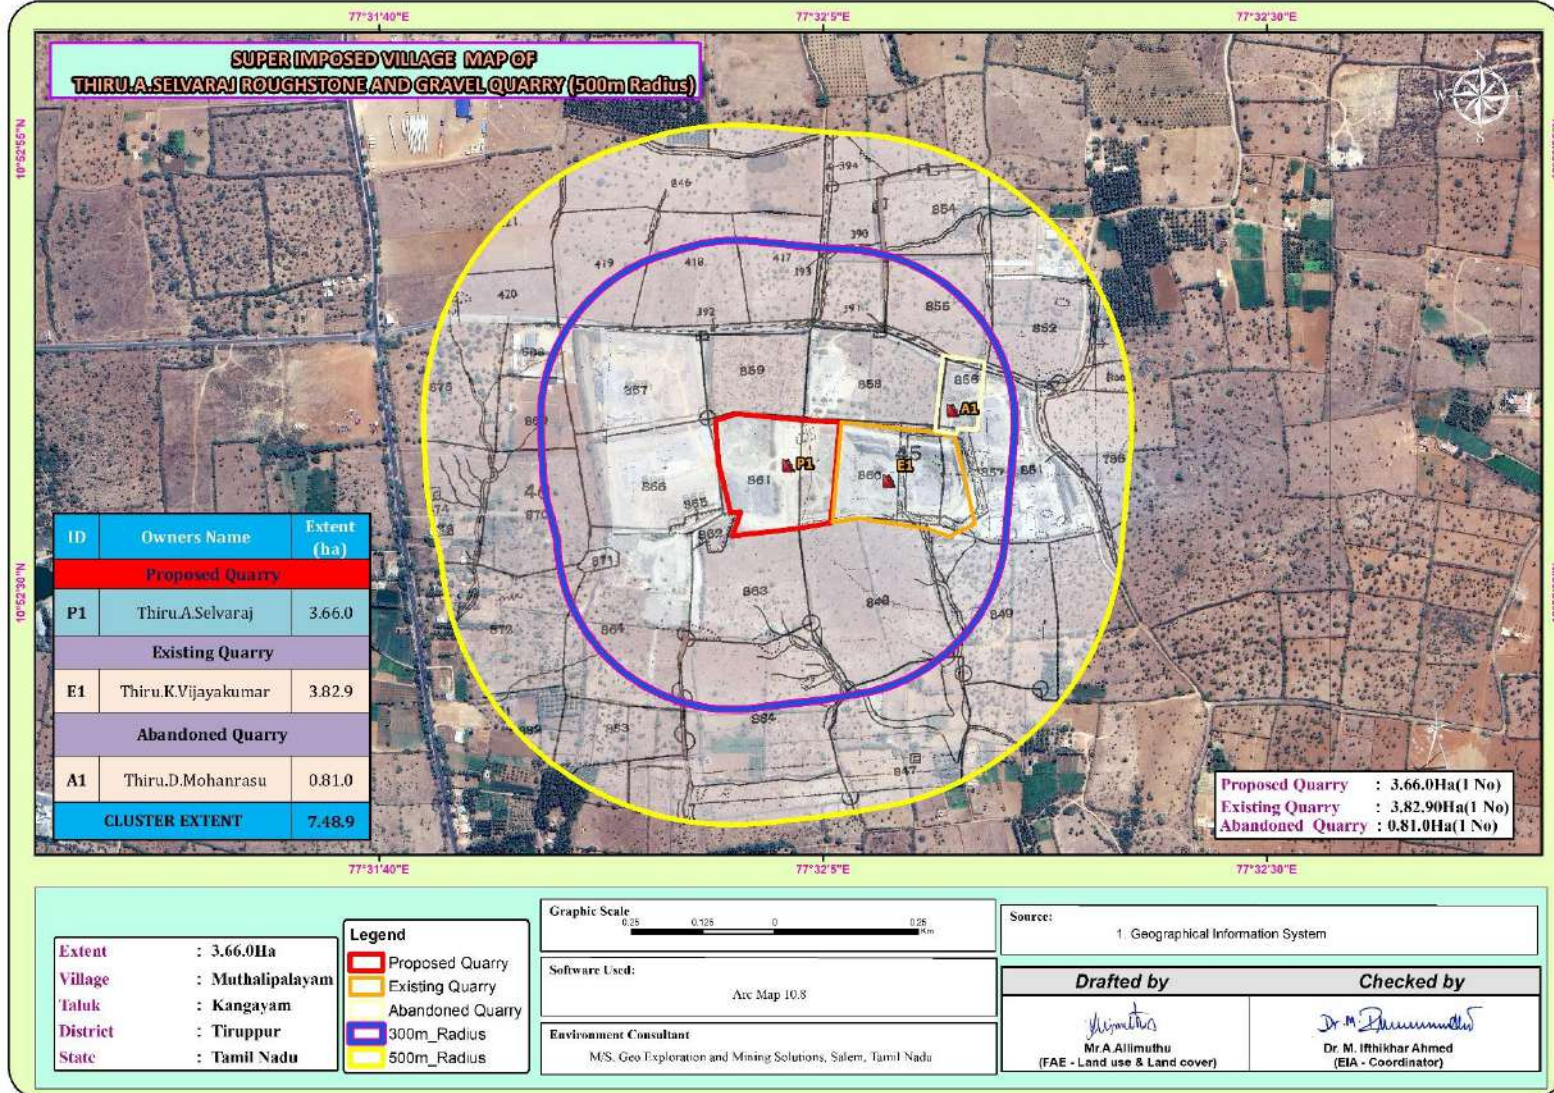 77°31'40"E 77°32'5"E 77°32'30"E
SUPER IMPOSED VILLAGE MAP OF
THIRU.A.SELVARAJ ROUGHSTONE AND GRAVEL QUARRY (500m Radius)
10°52'55"N
10°52'30"N
394
846
854
390
419
418
417
393
420
392
391
855
852
859
858
856
A1
867
P1
861
45
E1
860
857
851
866
865
862
871
863
848
849
864
872
853
884
847
ID Owners Name Extent (ha)
Proposed Quarry
P1 Thiru.A.Selvaraj 3.66.0
Existing Quarry
E1 Thiru.K.Vijayakumar 3.82.9
Abandoned Quarry
A1 Thiru.D.Mohanrasu 0.81.0
CLUSTER EXTENT 7.48.9
Proposed Quarry : 3.66.0Ha(1 No)
Existing Quarry : 3.82.90Ha(1 No)
Abandoned Quarry : 0.81.0Ha(1 No)
77°31'40"E 77°32'5"E 77°32'30"E
Extent : 3.66.0Ha
Village : Muthalipalayam
Taluk : Kangayam
District : Tiruppur
State : Tamil Nadu
Legend
Proposed Quarry
Existing Quarry
Abandoned Quarry
300m_Radius
500m_Radius
Graphic Scale
0.25 0.125 0 0.25
Km
Software Used:
Arc Map 10.8
Environment Consultant
M/S. Geo Exploration and Mining Solutions, Salem, Tamil Nadu
Source:
1. Geographical Information System
Drafted by Checked by
Mr.A.Allimuthu
(FAE - Land use & Land cover)
Dr. M. Ifthikhar Ahmed
(EIA - Coordinator)